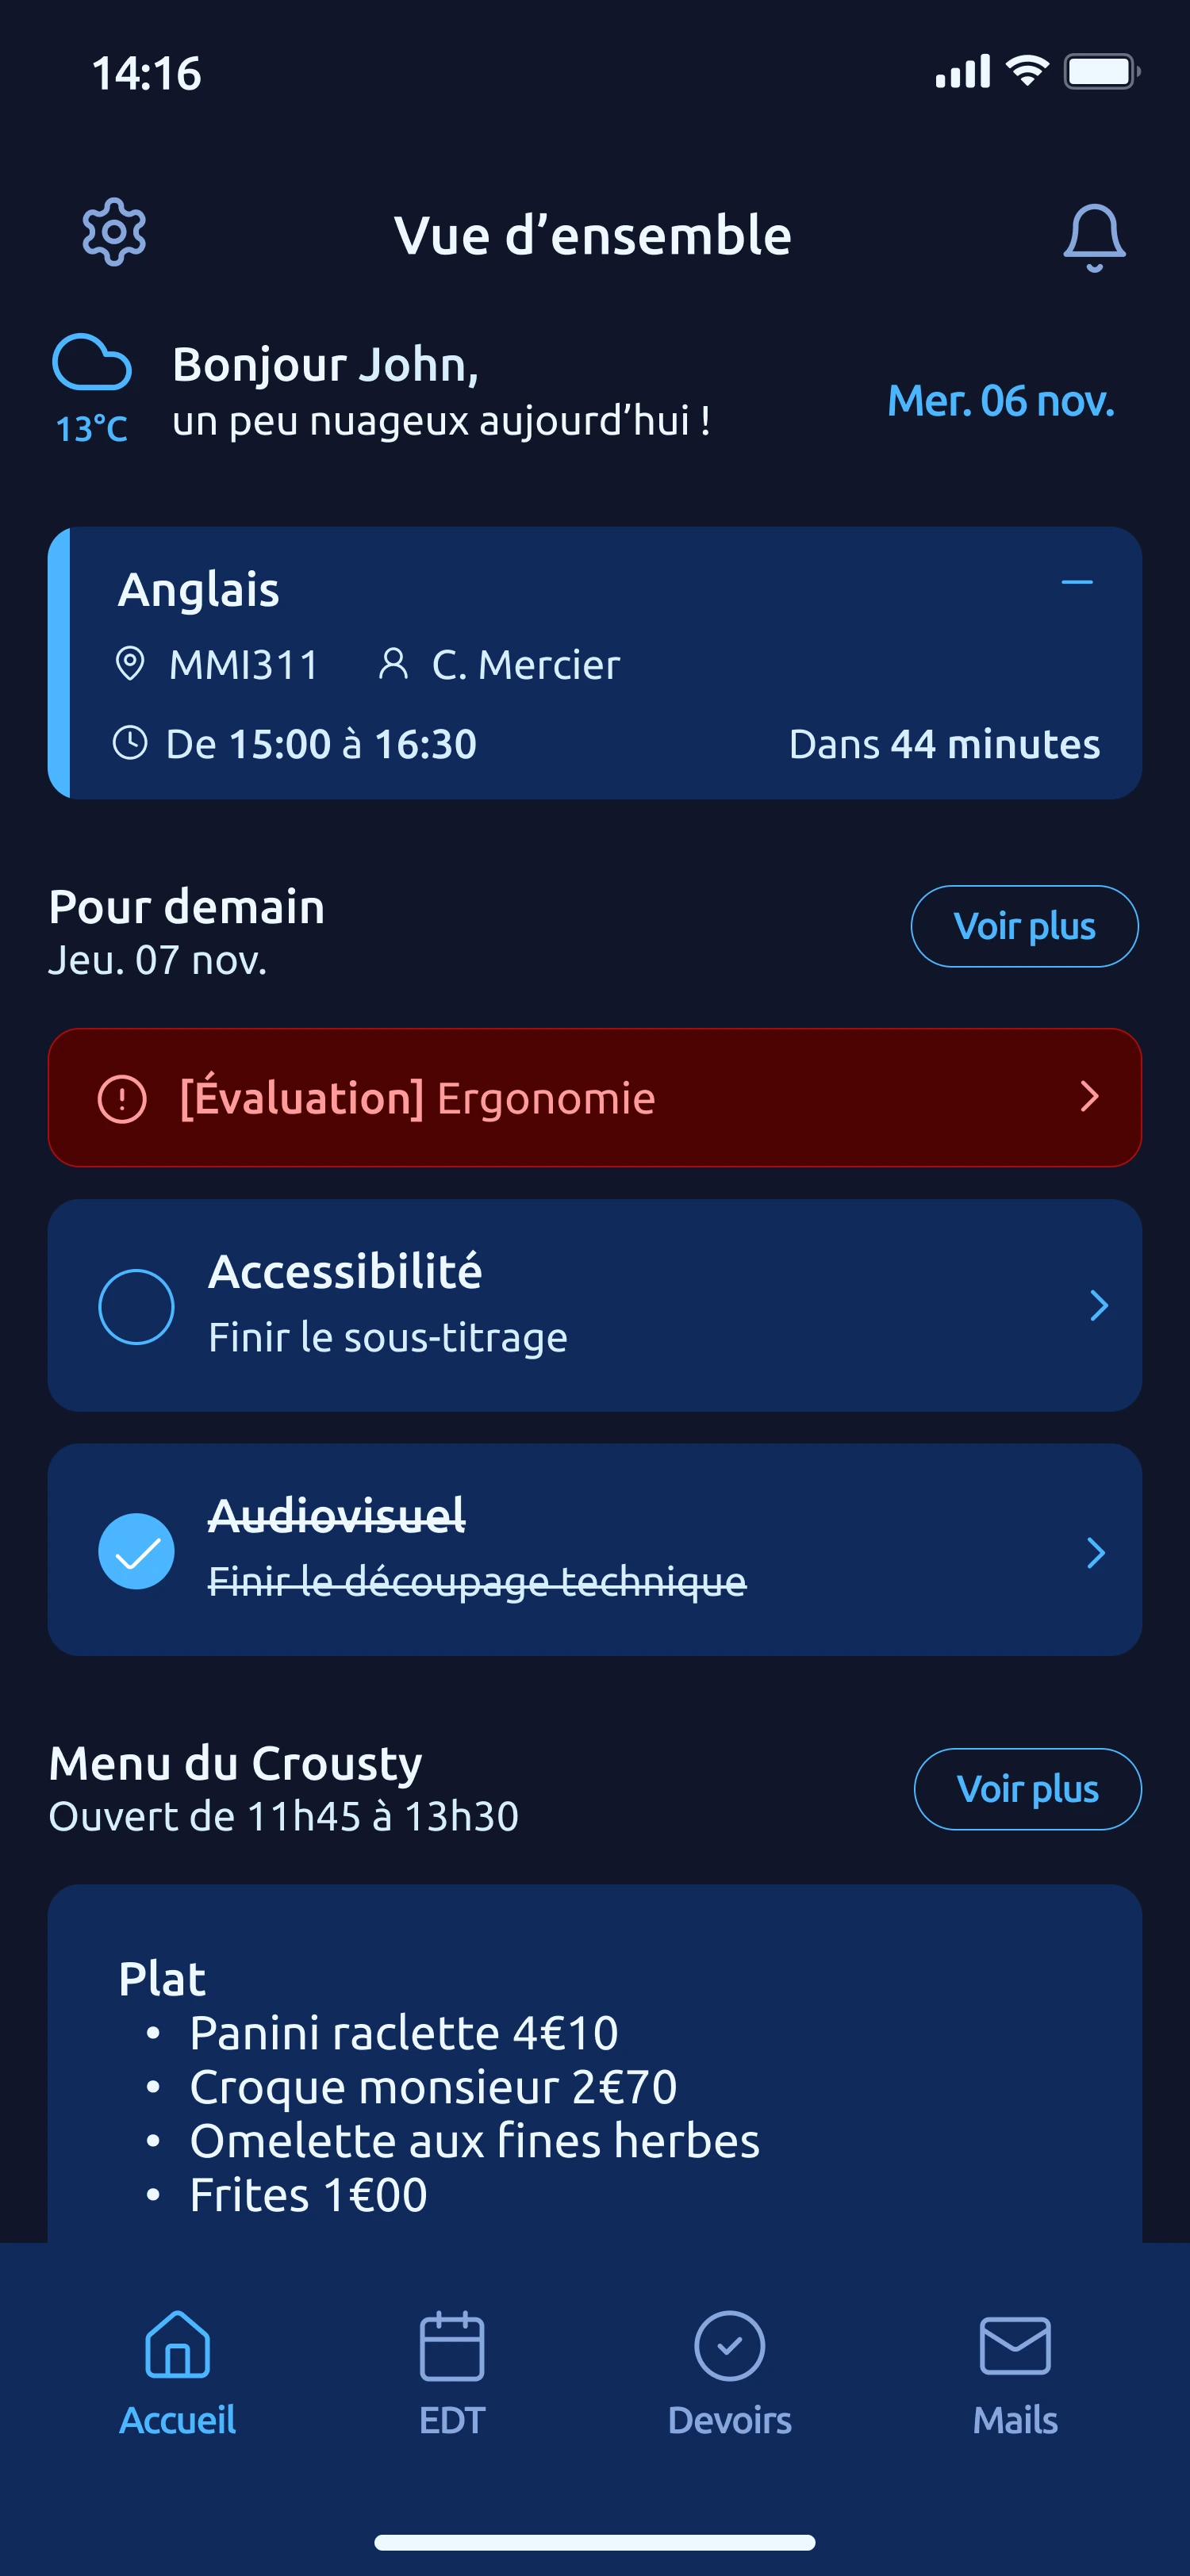 14:16
Vue d’ensemble
Bonjour John,
un peu nuageux aujourd’hui !
13°C
Mer. 06 nov.
Anglais
MMI311 C. Mercier
De 15:00 à 16:30 Dans 44 minutes
Pour demain
Jeu. 07 nov.
Voir plus
[Évaluation] Ergonomie
Accessibilité
Finir le sous-titrage
Audiovisuel
Finir le découpage technique
Menu du Crousty
Ouvert de 11h45 à 13h30
Voir plus
Plat
• Panini raclette 4€10
• Croque monsieur 2€70
• Omelette aux fines herbes
• Frites 1€00
Accueil EDT Devoirs Mails